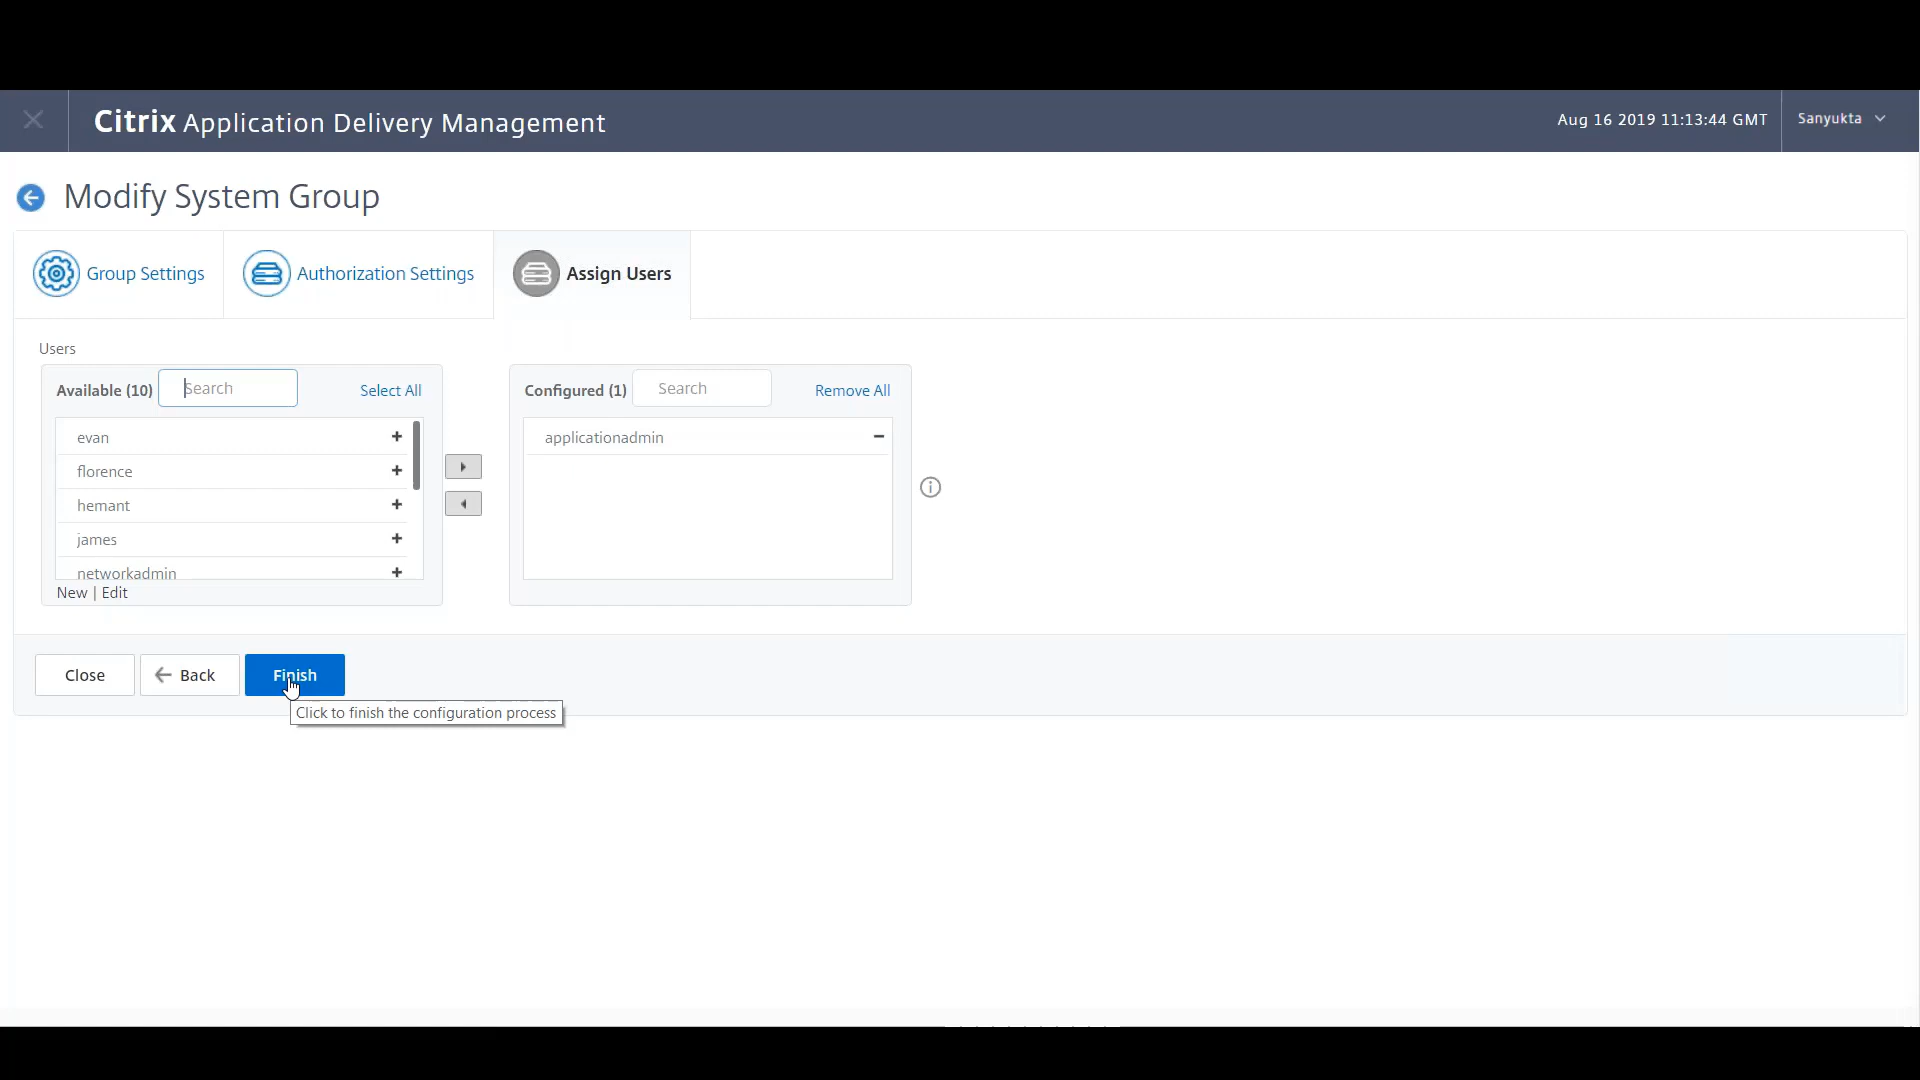 Citrix Application Delivery Management
Aug 16 2019 11:13:44 GMT
Sanyukta
Modify System Group
Group Settings
Authorization Settings
Assign Users
Users
Available (10)
Search
Select All
Configured (1)
Search
Remove All
evan
florence
hemant
james
networkadmin
New | Edit
applicationadmin
Close
Back
Finish
Click to finish the configuration process